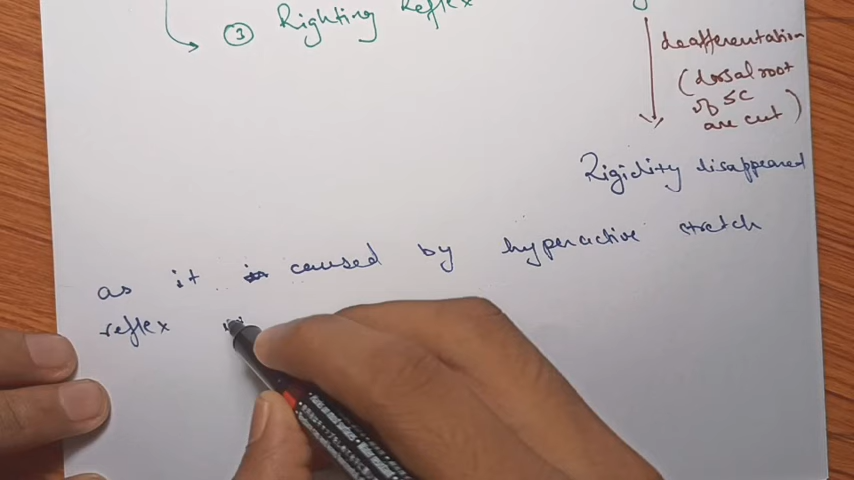 ③ Righting Reflex
deafferentation
(dorsal root
of SC
are cut)
Rigidity disappeared
as it is caused by hyperactive stretch
reflex